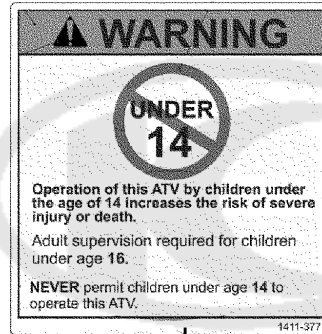 WARNING
UNDER
14
Operation of this ATV by children under
the age of 14 increases the risk of severe
injury or death.
Adult supervision required for children
under age 16.
NEVER permit children under age 14 to
operate this ATV.
1411-377